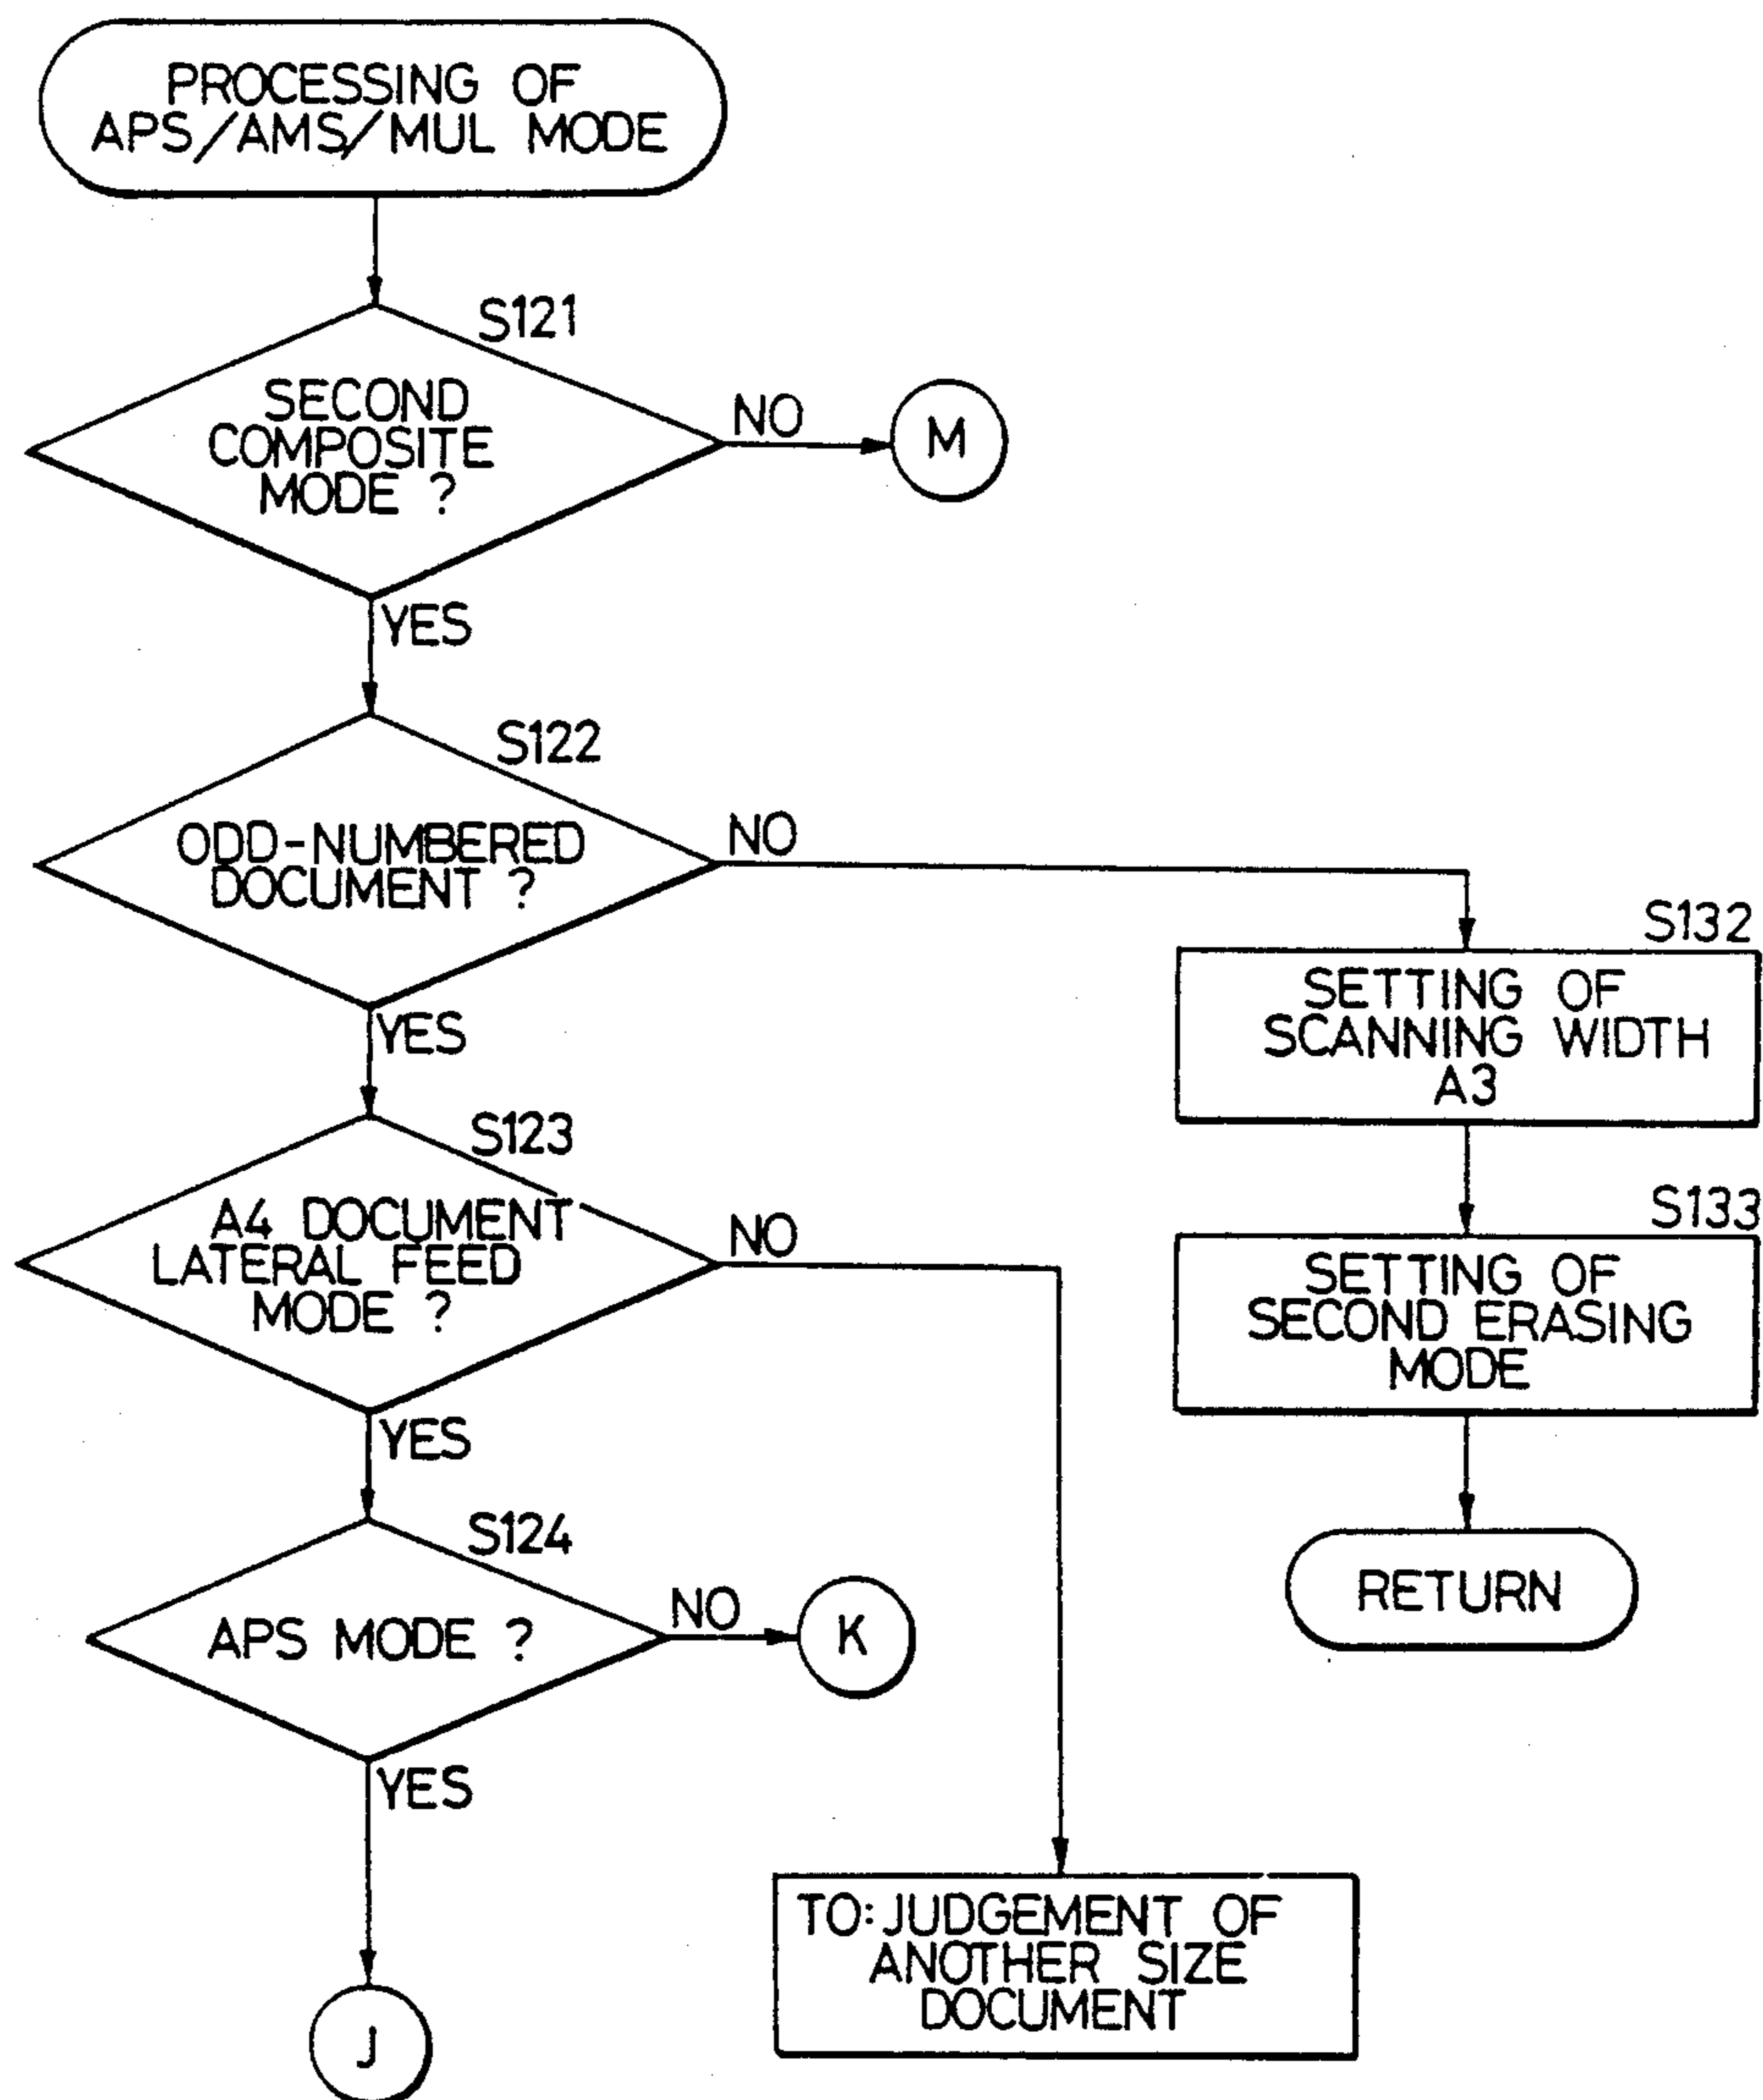 PROCESSING OF
APS/AMS/MUL MODE
S121
SECOND
COMPOSITE
MODE ?
NO
M
YES
S122
ODD-NUMBERED
DOCUMENT ?
NO
YES
S132
SETTING OF
SCANNING WIDTH
A3
S123
A4 DOCUMENT
LATERAL FEED
MODE ?
NO
YES
S133
SETTING OF
SECOND ERASING
MODE
S124
APS MODE ?
NO
K
RETURN
YES
TO: JUDGEMENT OF
ANOTHER SIZE
DOCUMENT
J